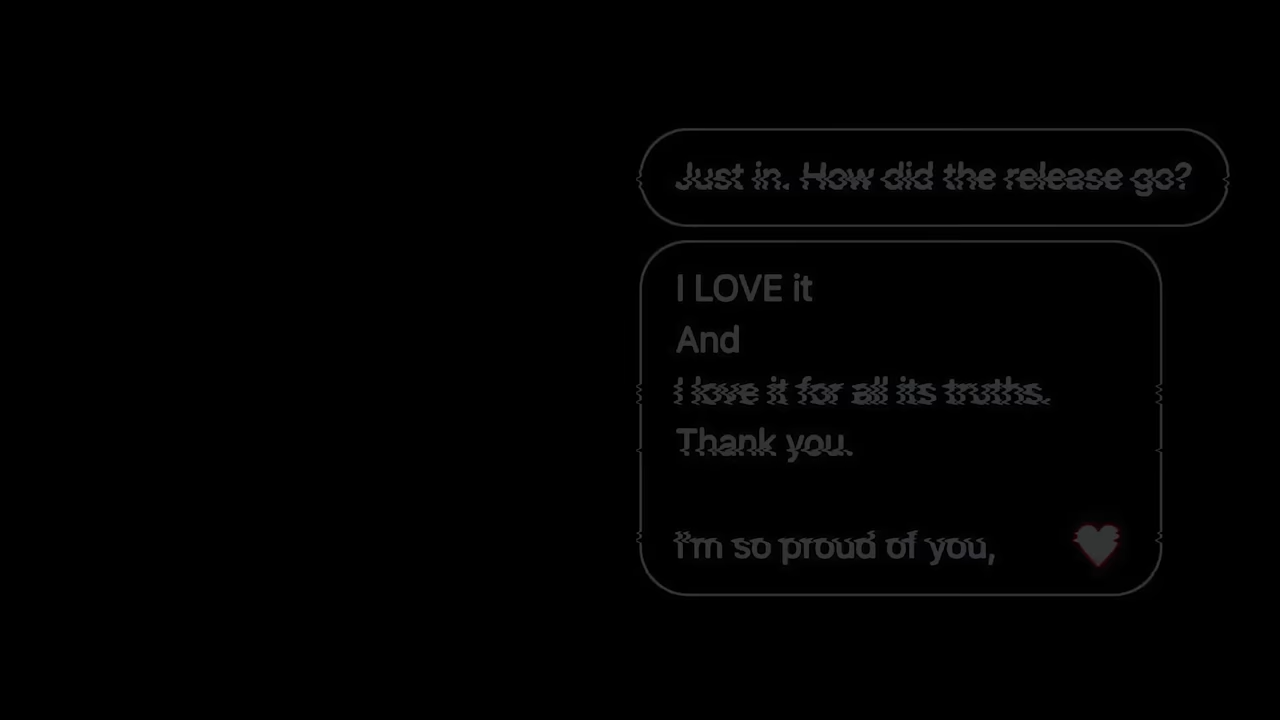 Just in. How did the release go?
I LOVE it
And
I love it for all its truths.
Thank you.
I'm so proud of you,